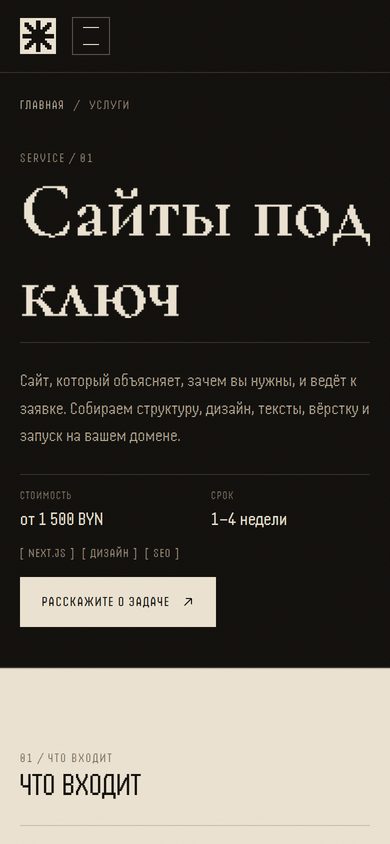 ГЛАВНАЯ / УСЛУГИ
SERVICE / 01
Сайты под
ключ
Сайт, который объясняет, зачем вы нужны, и ведёт к
заявке. Собираем структуру, дизайн, тексты, вёрстку и
запуск на вашем домене.
СТОИМОСТЬ СРОК
от 1 500 BYN 1–4 недели
[ NEXT.JS ] [ ДИЗАЙН ] [ SEO ]
РАССКАЖИТЕ О ЗАДАЧЕ ↗
01 / ЧТО ВХОДИТ
ЧТО ВХОДИТ